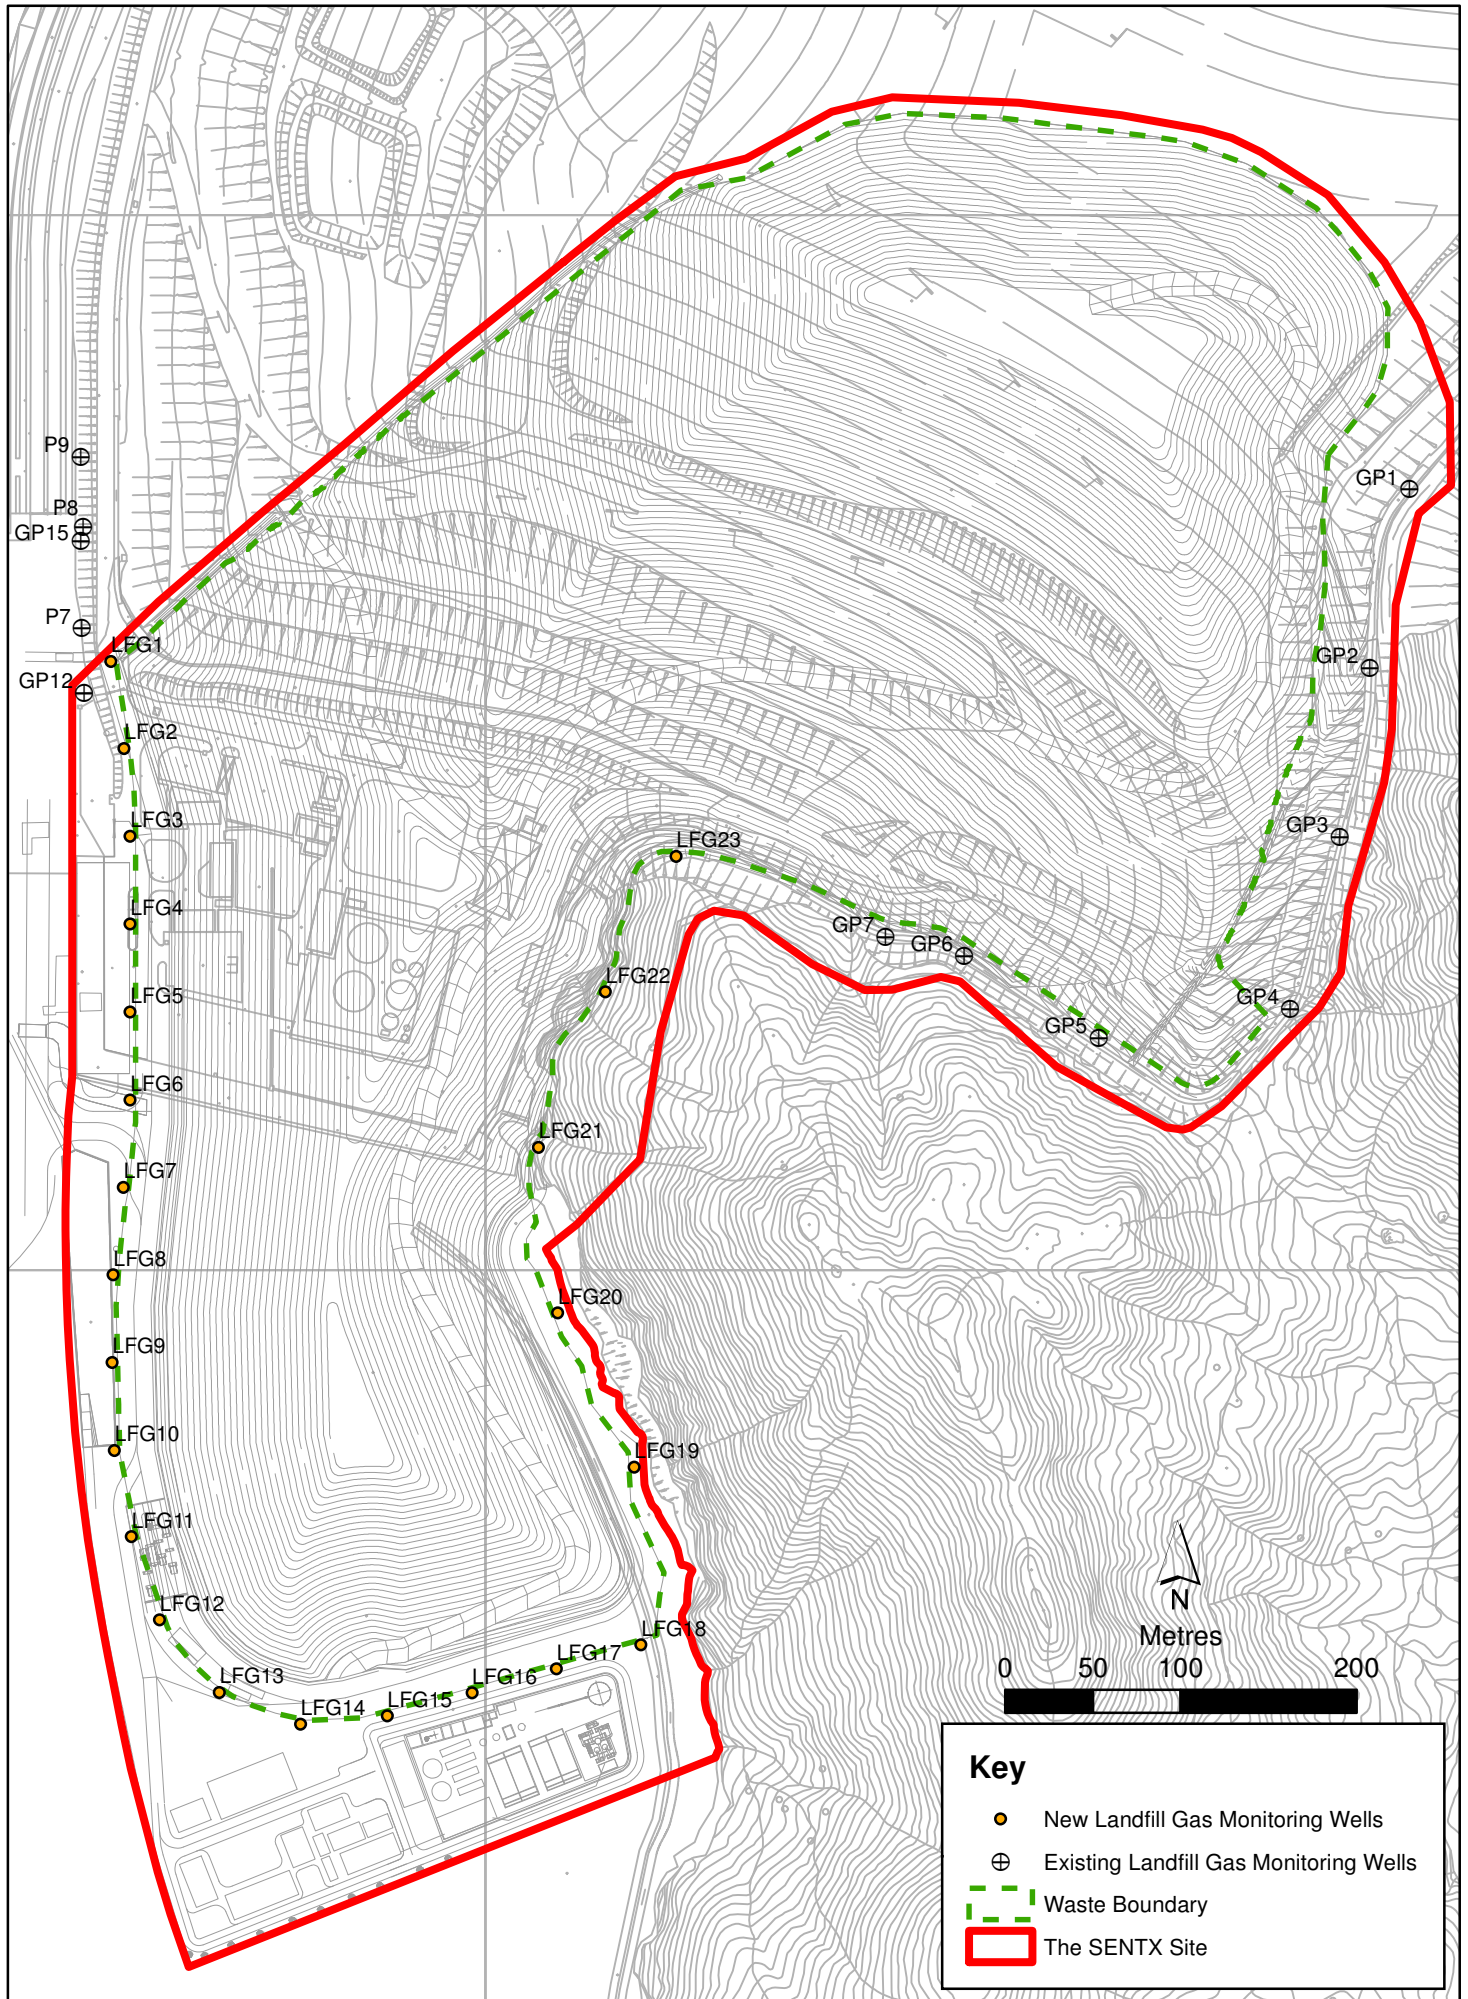 P9
GP1
P8
GP15
P7
LFG1
GP2
GP12
LFG2
LFG3
GP3
LFG23
LFG4
GP7
GP6
LFG22
LFG5
GP4
GP5
LFG6
LFG21
LFG7
LFG8
LFG20
LFG9
LFG10
LFG19
LFG11
LFG12
N
Metres
LFG18
LFG17
0 50 100 200
LFG13
LFG16
LFG15
LFG14
Key
New Landfill Gas Monitoring Wells
Existing Landfill Gas Monitoring Wells
Waste Boundary
The SENTX Site